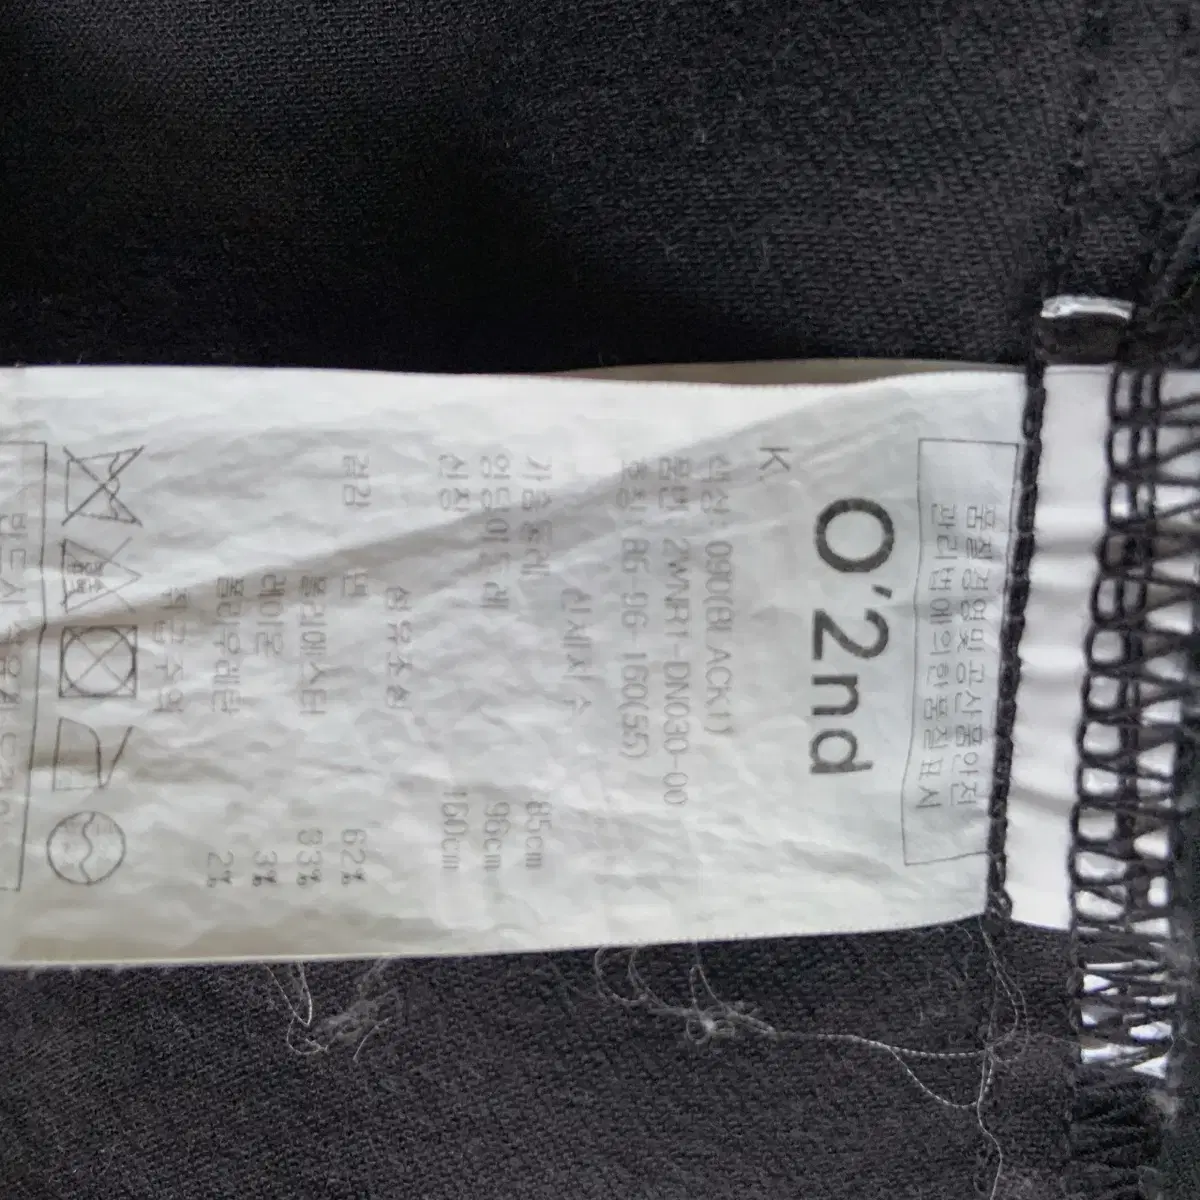 품질경영및공산품안전
관리법에의한품질표시
O'2nd
K.
색상: 090(BLACK1)
품번: 2WNR1-DN030-00
호칭: 85-96-160(55)
신체치수
가슴둘레 85cm
엉덩이둘레 96cm
신장 160cm
섬유조성
겉감 면 62%
폴리에스터 33%
레이온 3%
폴리우레탄 2%